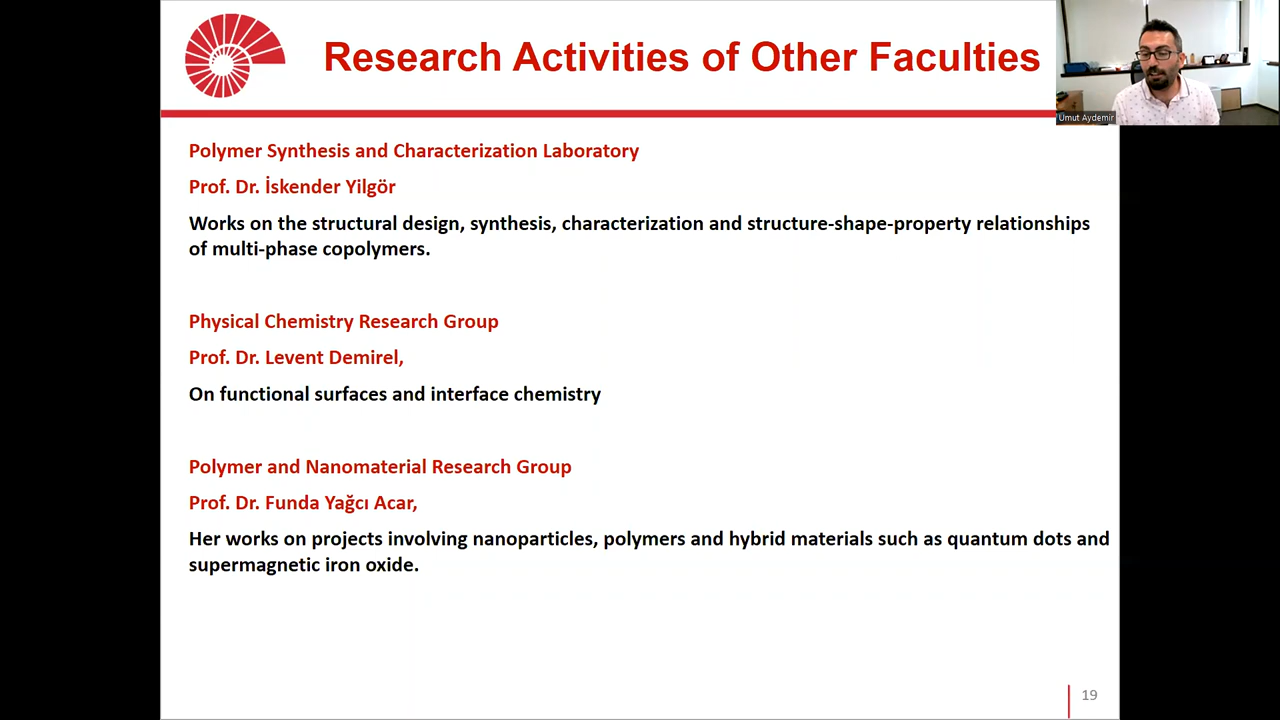 Research Activities of Other Faculties
Umut Aydemir
Polymer Synthesis and Characterization Laboratory
Prof. Dr. İskender Yilgör
Works on the structural design, synthesis, characterization and structure-shape-property relationships
of multi-phase copolymers.
Physical Chemistry Research Group
Prof. Dr. Levent Demirel,
On functional surfaces and interface chemistry
Polymer and Nanomaterial Research Group
Prof. Dr. Funda Yağcı Acar,
Her works on projects involving nanoparticles, polymers and hybrid materials such as quantum dots and
supermagnetic iron oxide.
19